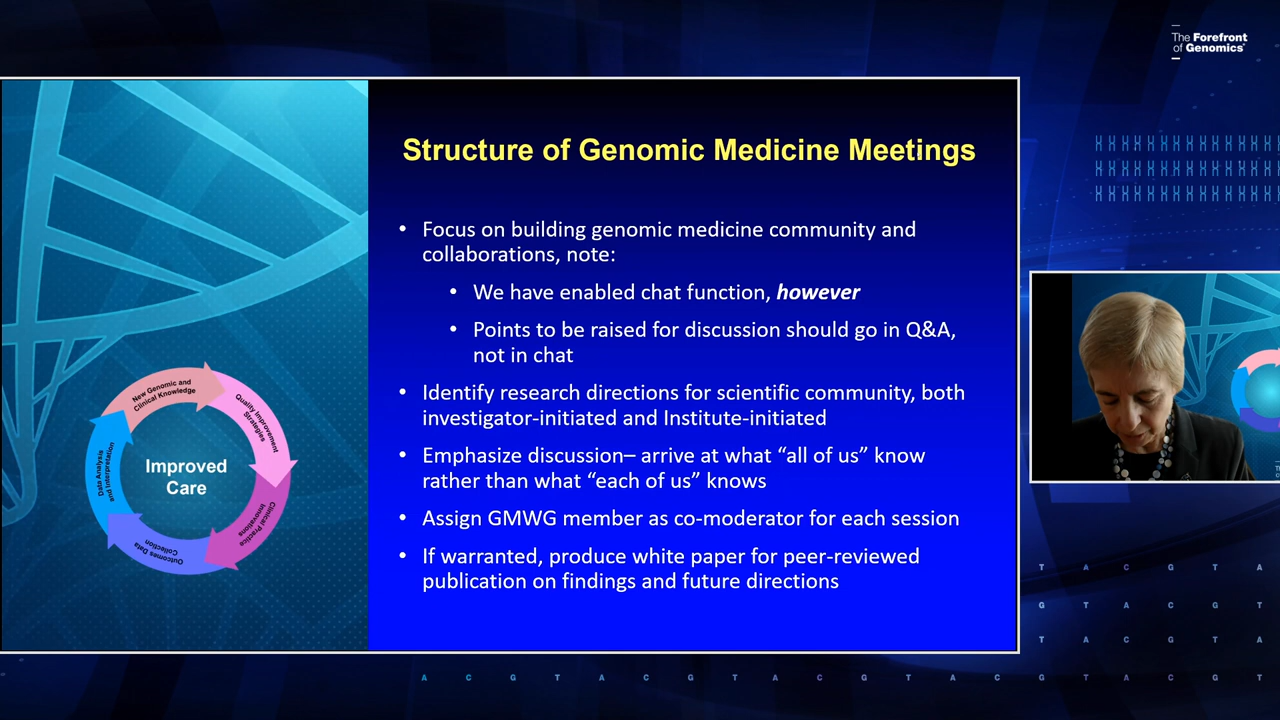 The Forefront
of Genomics®
Structure of Genomic Medicine Meetings
• Focus on building genomic medicine community and
collaborations, note:
• We have enabled chat function, however
• Points to be raised for discussion should go in Q&A,
not in chat
• Identify research directions for scientific community, both
investigator-initiated and Institute-initiated
• Emphasize discussion– arrive at what “all of us” know
rather than what “each of us” knows
• Assign GMWG member as co-moderator for each session
• If warranted, produce white paper for peer-reviewed
publication on findings and future directions
New Genomic and
Clinical Knowledge
Quality Improvement
Strategies
Clinical Practice
Innovations
Outcomes Data
Collection
Data Analysis
and Interpretation
Improved
Care
T A C G T A
G T A C G T
T A C G T A
A C G T A C G T A C G T A C G T A C G T